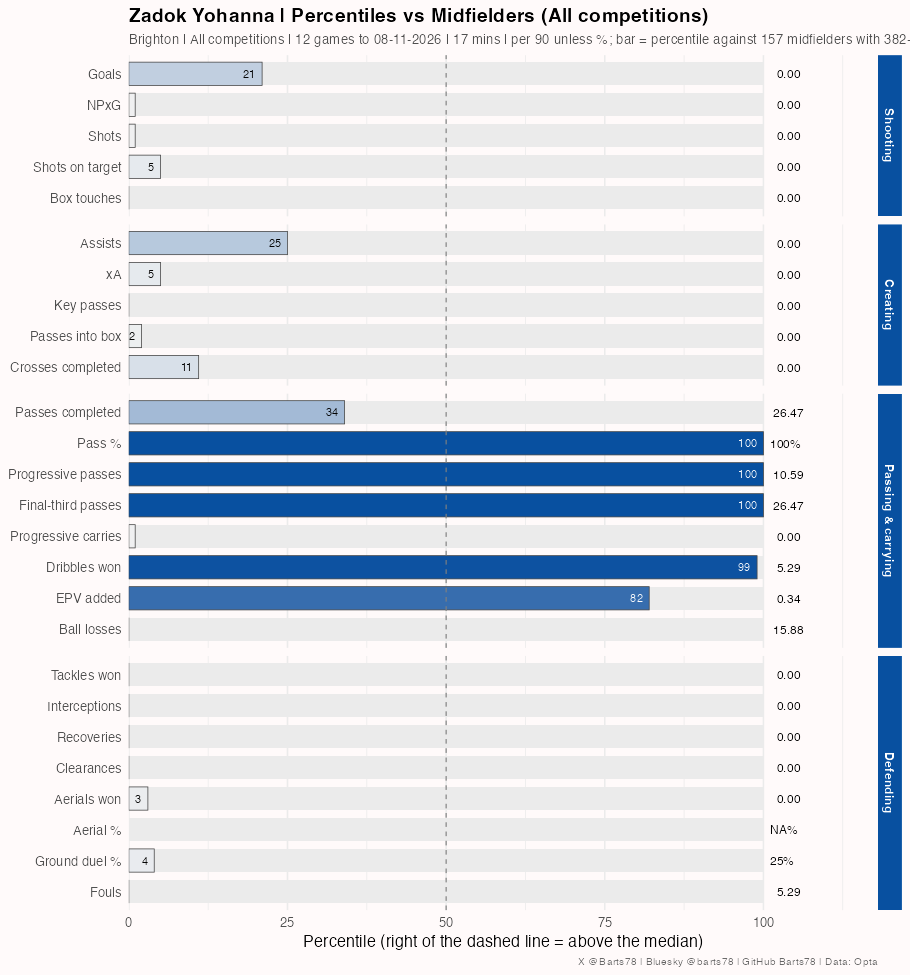 Zadok Yohanna | Percentiles vs Midfielders (All competitions)
Brighton | All competitions | 12 games to 08-11-2026 | 17 mins | per 90 unless %; bar = percentile against 157 midfielders with 382-
Goals 21 0.00
NPxG 0.00
Shots 0.00
Shots on target 5 0.00
Box touches 0.00
Shooting
Assists 25 0.00
xA 5 0.00
Key passes 0.00
Passes into box 2 0.00
Crosses completed 11 0.00
Creating
Passes completed 34 26.47
Pass % 100 100%
Progressive passes 100 10.59
Final-third passes 100 26.47
Progressive carries 0.00
Dribbles won 99 5.29
EPV added 82 0.34
Ball losses 15.88
Passing & carrying
Tackles won 0.00
Interceptions 0.00
Recoveries 0.00
Clearances 0.00
Aerials won 3 0.00
Aerial % NA%
Ground duel % 4 25%
Fouls 5.29
Defending
0 25 50 75 100
Percentile (right of the dashed line = above the median)
X @Barts78 | Bluesky @barts78 | GitHub Barts78 | Data: Opta